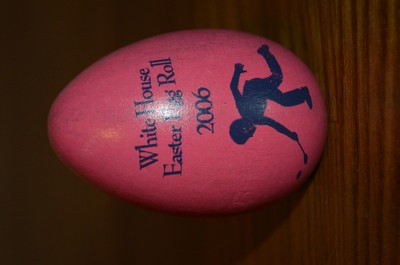 White House
Easter Egg Roll
2006